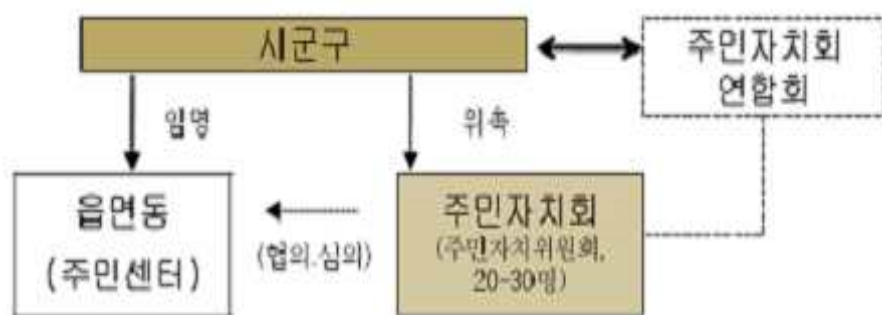 시군구
주민자치회
연합회
임명
위촉
읍면동
(주민센터)
(협의.심의)
주민자치회
(주민자치위원회,
20-30명)